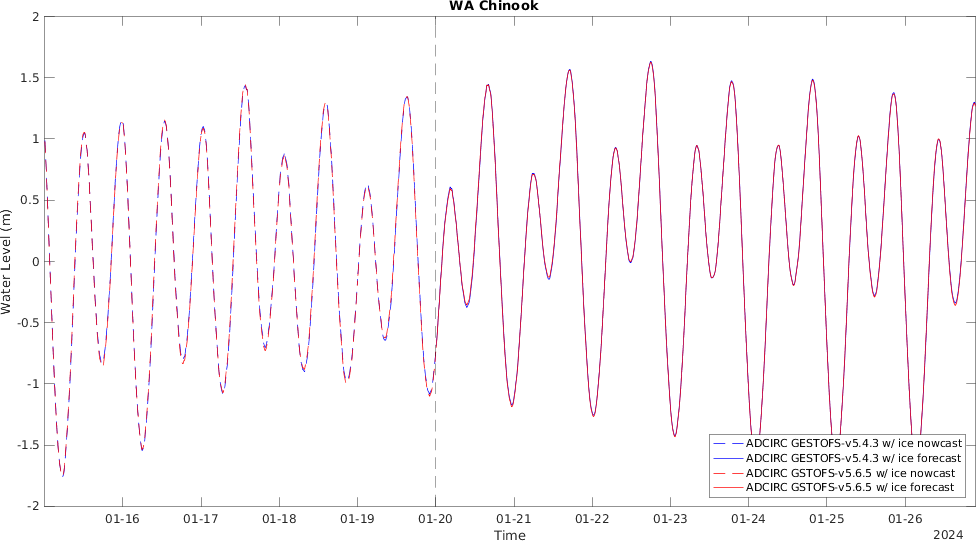 WA Chinook
2
1.5
1
0.5
0
-0.5
-1
-1.5
-2
Water Level (m)
ADCIRC GESTOFS-v5.4.3 w/ ice nowcast
ADCIRC GESTOFS-v5.4.3 w/ ice forecast
ADCIRC GSTOFS-v5.6.5 w/ ice nowcast
ADCIRC GSTOFS-v5.6.5 w/ ice forecast
01-16 01-17 01-18 01-19 01-20 01-21 01-22 01-23 01-24 01-25 01-26
Time
2024